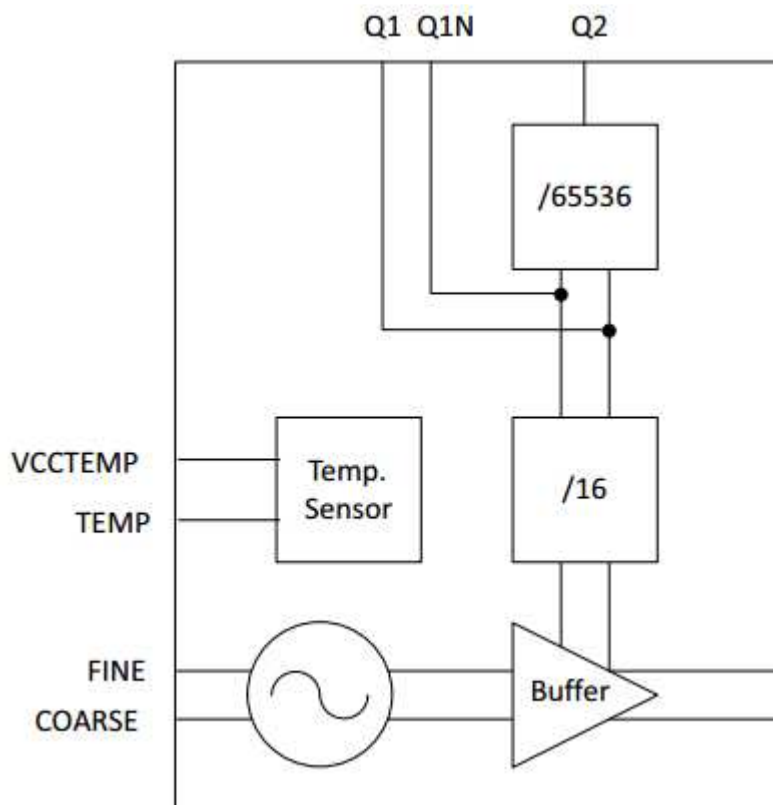 Q1 Q1N Q2
/65536
VCCTEMP
Temp.
Sensor
/16
TEMP
FINE
Buffer
COARSE